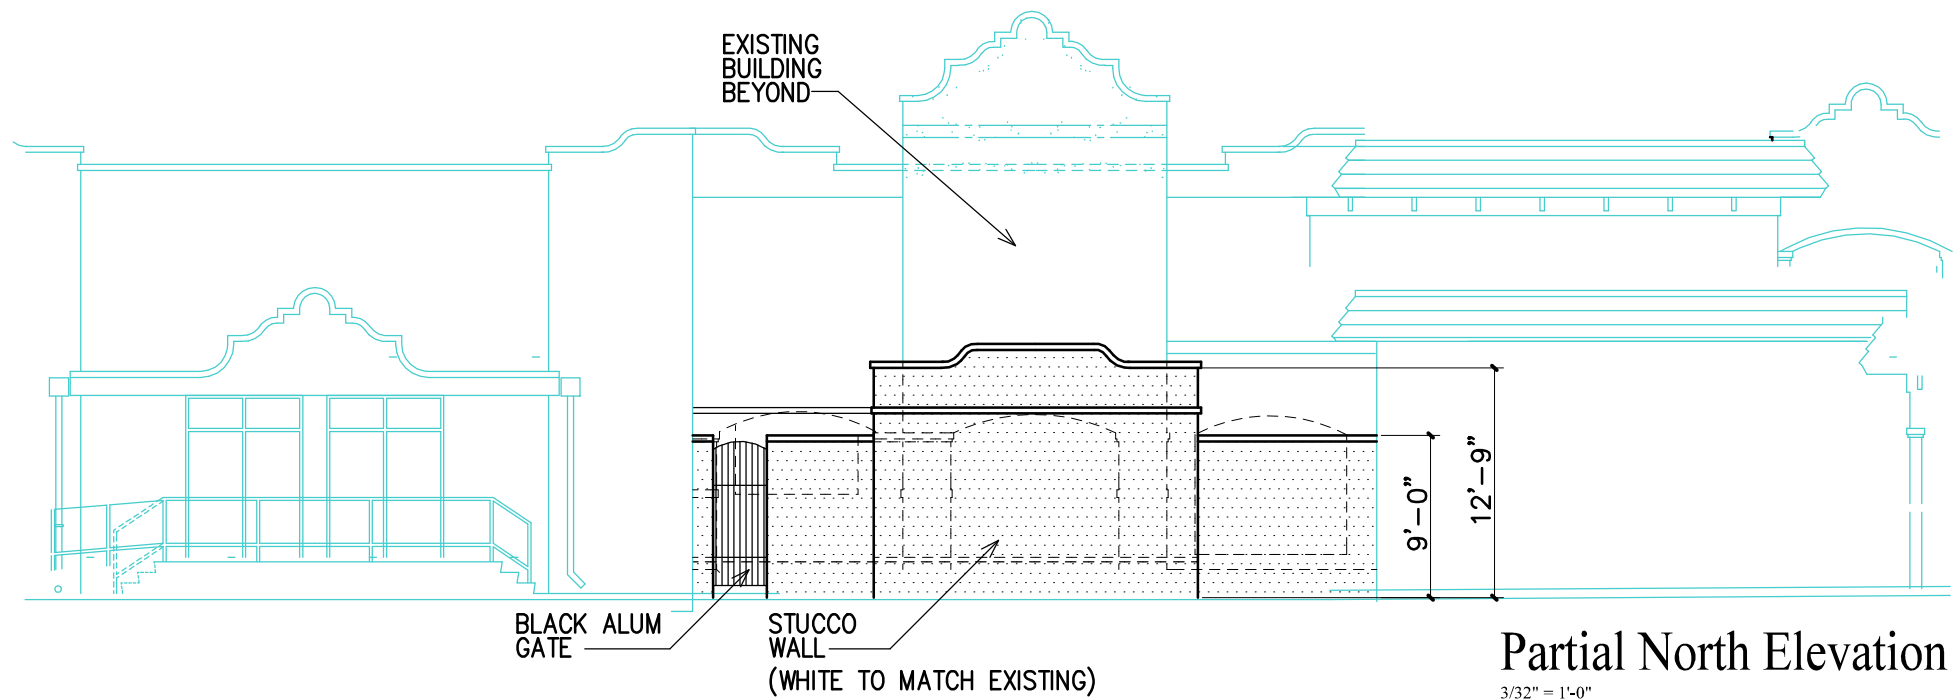 EXISTING
BUILDING
BEYOND
9'-0"
12'-9"
BLACK ALUM
GATE
STUCCO
WALL
(WHITE TO MATCH EXISTING)
Partial North Elevation
3/32" = 1'-0"